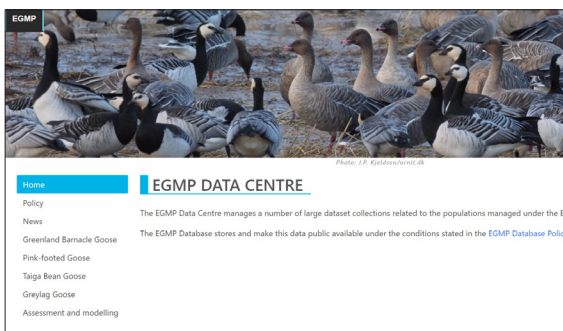 EGMP
Photo: J.P. Kjeldsen/ornit.dk
Home
Policy
News
Greenland Barnacle Goose
Pink-footed Goose
Taiga Bean Goose
Greylag Goose
Assessment and modelling
EGMP DATA CENTRE
The EGMP Data Centre manages a number of large dataset collections related to the populations managed under the
The EGMP Database stores and make this data public available under the conditions stated in the EGMP Database